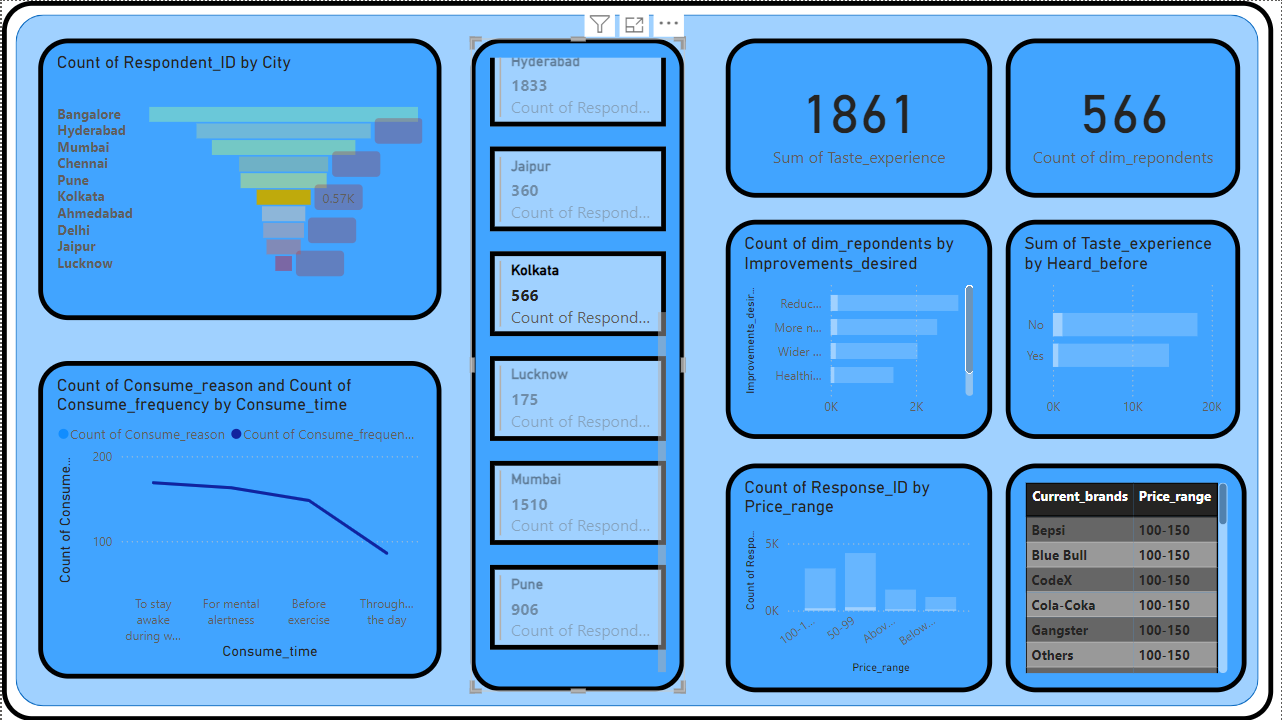 Count of Respondent_ID by City
Bangalore
Hyderabad
Mumbai
Chennai
Pune
Kolkata
0.57K
Ahmedabad
Delhi
Jaipur
Lucknow
Count of Consume_reason and Count of
Consume_frequency by Consume_time
Count of Consume_reason
Count of Consume_frequen...
Count of Consume...
200
100
To stay
awake
during w...
For mental
alertness
Before
exercise
Through...
the day
Consume_time
Hyderabad
1833
Count of Respond...
Jaipur
360
Count of Respond...
Kolkata
566
Count of Respond...
Lucknow
175
Count of Respond...
Mumbai
1510
Count of Respond...
Pune
906
Count of Respond...
1861
Sum of Taste_experience
566
Count of dim_repondents
Count of dim_repondents by
Improvements_desired
Improvements_desir...
Reduc...
More n...
Wider ...
Healthi...
0K
2K
Sum of Taste_experience
by Heard_before
No
Yes
0K
10K
20K
Count of Response_ID by
Price_range
Count of Respo...
5K
0K
100-1...
50-99
Abov...
Below...
Price_range
Current_brands Price_range
Bepsi 100-150
Blue Bull 100-150
CodeX 100-150
Cola-Coka 100-150
Gangster 100-150
Others 100-150